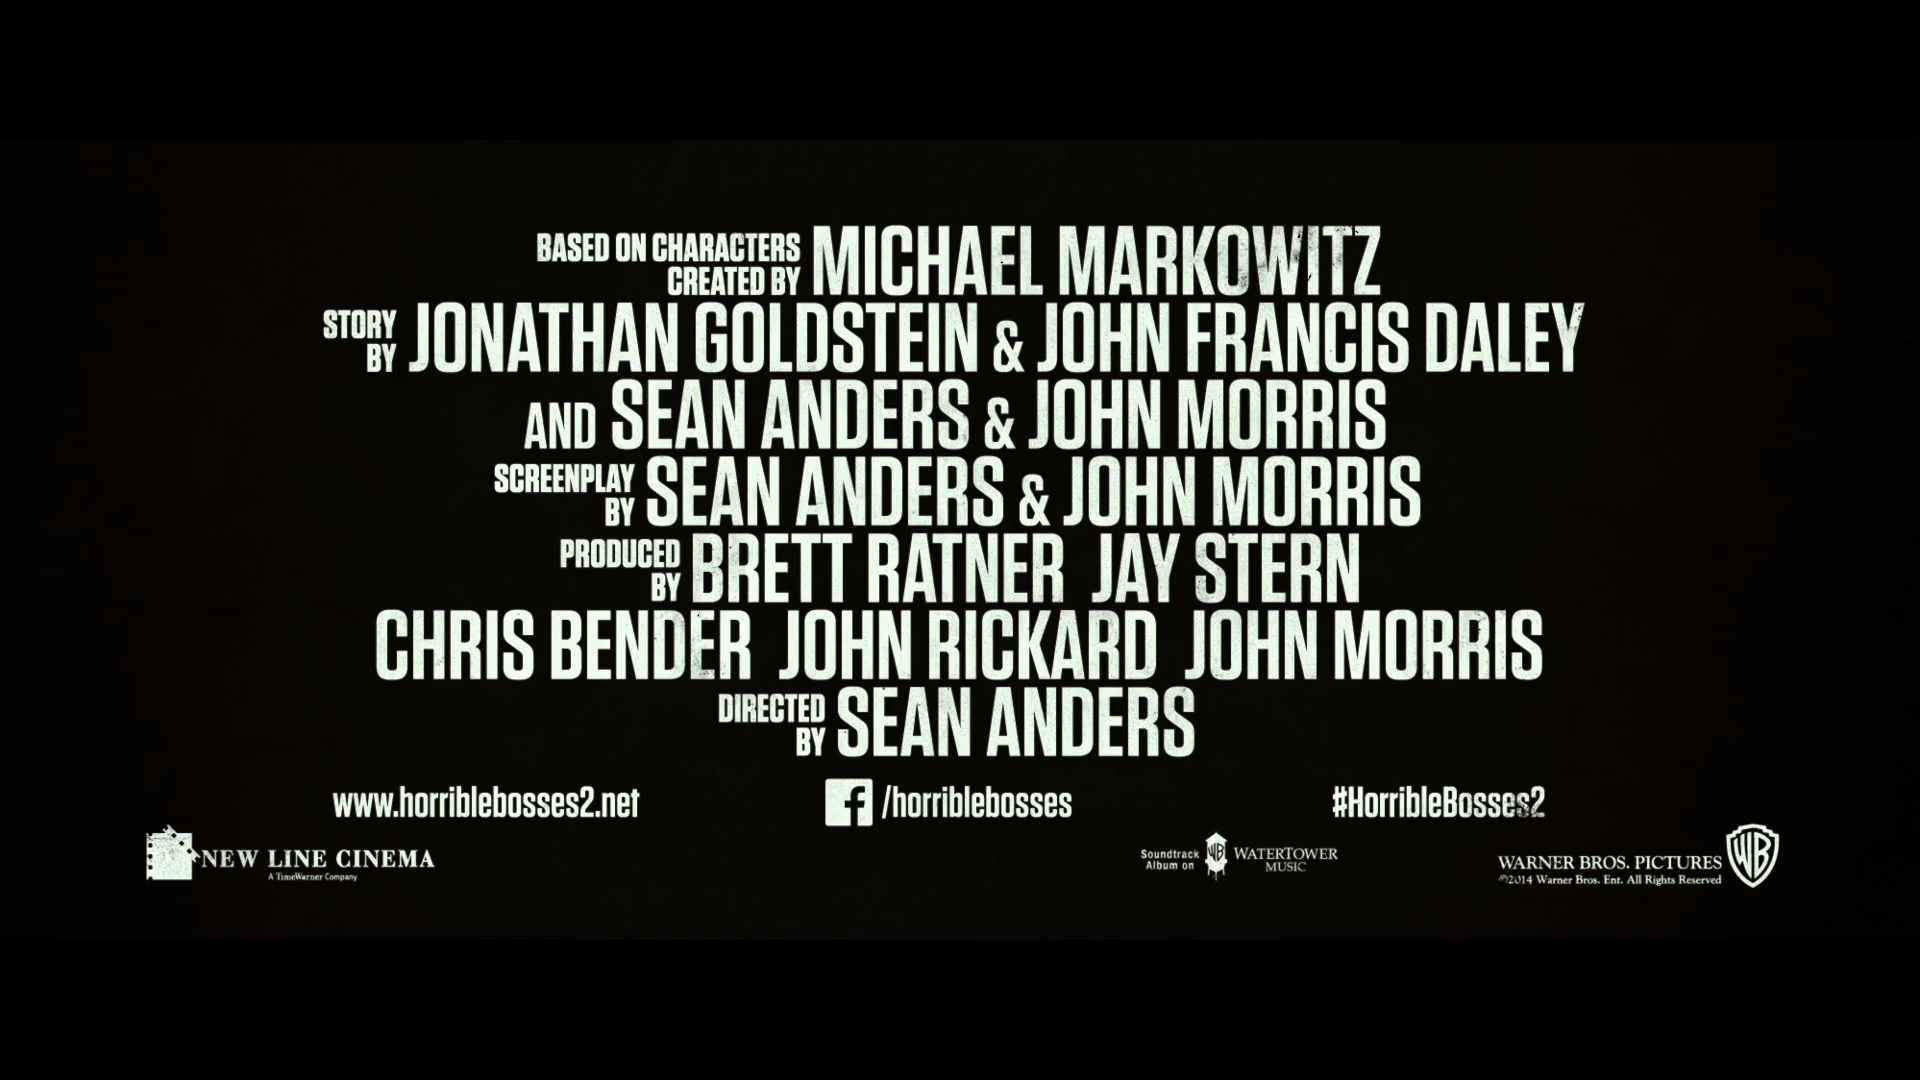 BASED ON CHARACTERS CREATED BY MICHAEL MARKOWITZ
STORY BY JONATHAN GOLDSTEIN & JOHN FRANCIS DALEY
AND SEAN ANDERS & JOHN MORRIS
SCREENPLAY BY SEAN ANDERS & JOHN MORRIS
PRODUCED BY BRETT RATNER JAY STERN
CHRIS BENDER JOHN RICKARD JOHN MORRIS
DIRECTED BY SEAN ANDERS
www.horriblebosses2.net f /horriblebosses #HorribleBosses2
NEW LINE CINEMA
A TimeWarner Company
Soundtrack Album on WB WATERTOWER MUSIC
WARNER BROS. PICTURES WB
©2014 Warner Bros. Ent. All Rights Reserved